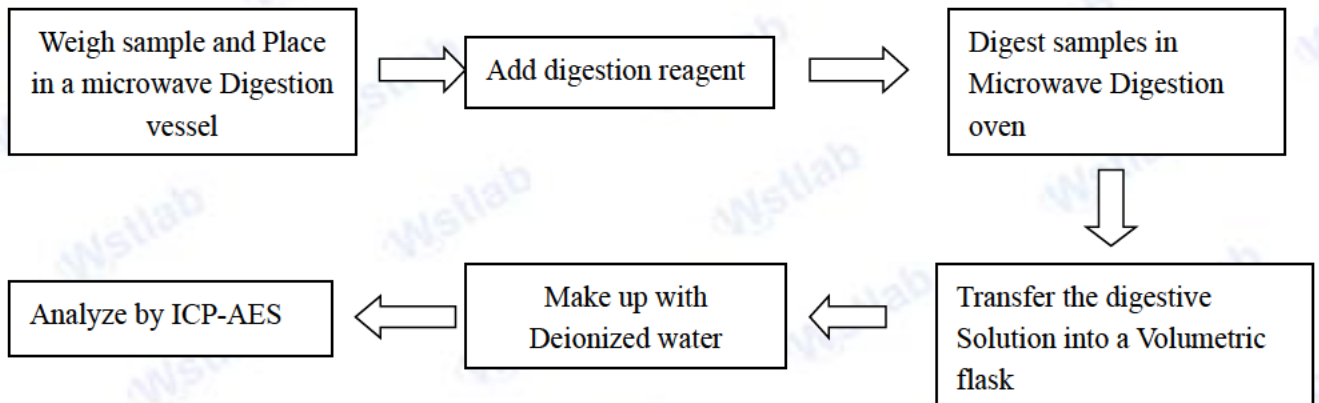 Weigh sample and Place
in a microwave Digestion
vessel
Add digestion reagent
Digest samples in
Microwave Digestion
oven
Transfer the digestive
Solution into a Volumetric
flask
Make up with
Deionized water
Analyze by ICP-AES
Wstlab
Wstlab
Wstlab
Wstlab